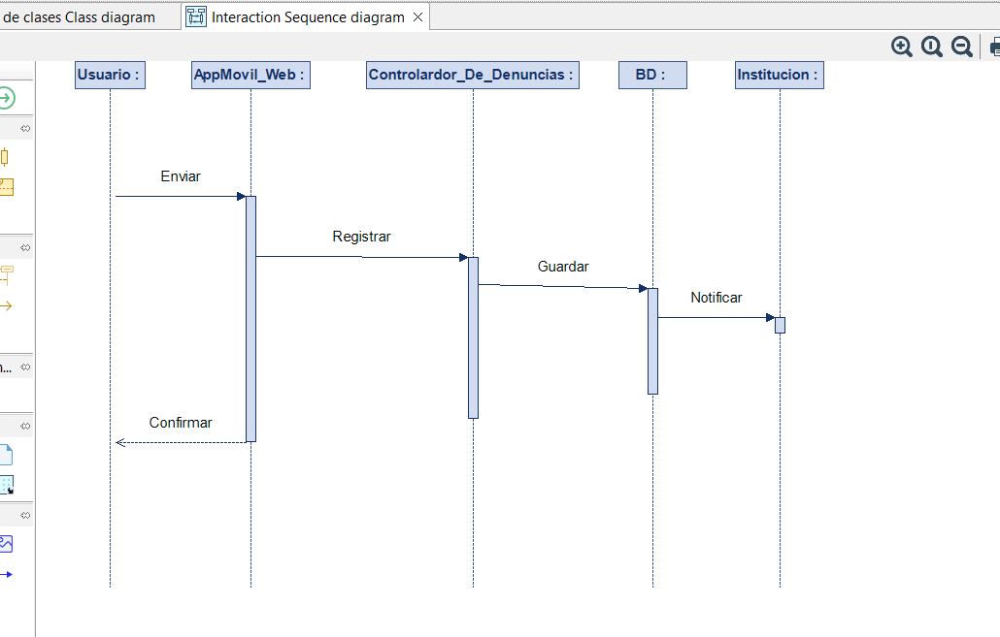 de clases Class diagram
Interaction Sequence diagram
Usuario :
AppMovil_Web :
Controlardor_De_Denuncias :
BD :
Institucion :
Enviar
Registrar
Guardar
Notificar
Confirmar